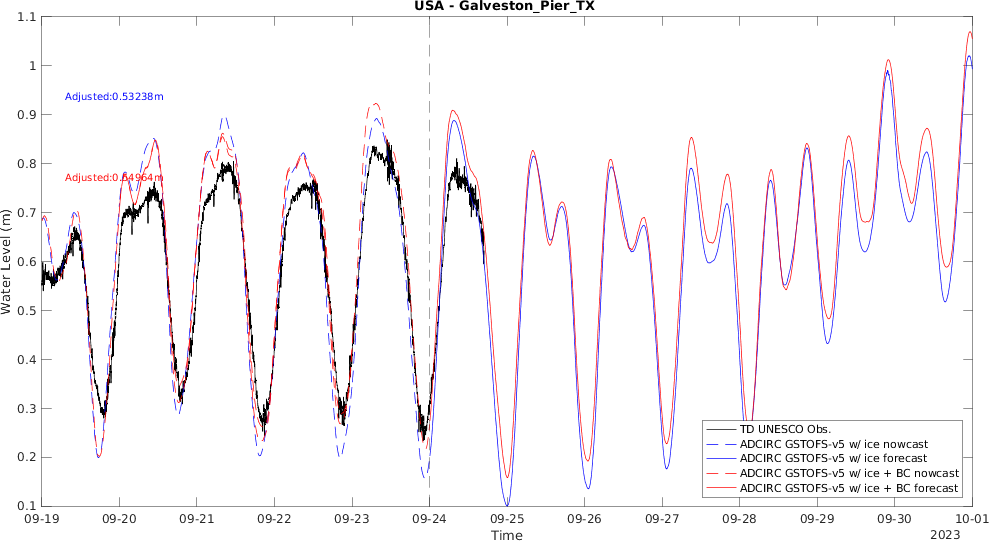 USA - Galveston_Pier_TX
1.1
1
0.9
0.8
0.7
0.6
0.5
0.4
0.3
0.2
0.1
Water Level (m)
Adjusted:0.53238m
Adjusted:0.54964m
TD UNESCO Obs.
ADCIRC GSTOFS-v5 w/ ice nowcast
ADCIRC GSTOFS-v5 w/ ice forecast
ADCIRC GSTOFS-v5 w/ ice + BC nowcast
ADCIRC GSTOFS-v5 w/ ice + BC forecast
09-19 09-20 09-21 09-22 09-23 09-24 09-25 09-26 09-27 09-28 09-29 09-30 10-01
Time
2023